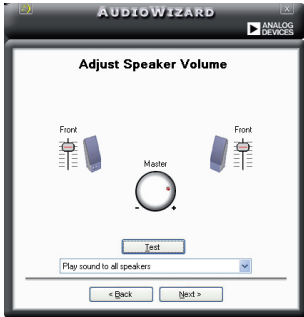 AUDIOWIZARD
X
ANALOG
DEVICES
Adjust Speaker Volume
Front
Front
Master
- +
Test
Play sound to all speakers
< Back Next >